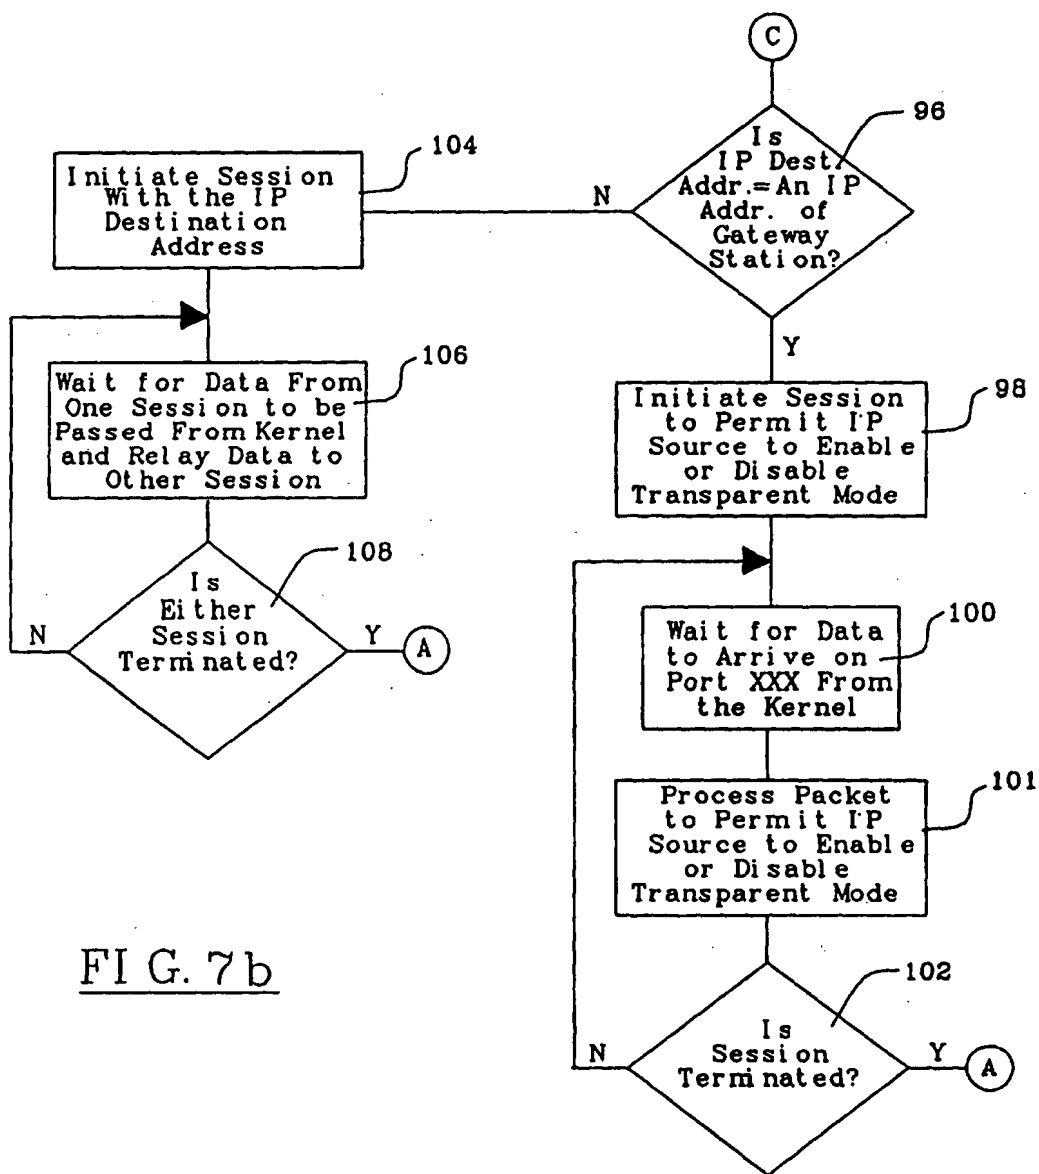 C
96
Is
IP Dest.
Addr.=An IP
Addr. of
Gateway
Station?
N
Y
104
Initiate Session
With the IP
Destination
Address
106
Wait for Data From
One Session to be
Passed From Kernel
and Relay Data to
Other Session
108
Is
Either
Session
Terminated?
N
Y
A
98
Initiate Session
to Permit IP
Source to Enable
or Disable
Transparent Mode
100
Wait for Data
to Arrive on
Port XXX From
the Kernel
101
Process Packet
to Permit IP
Source to Enable
or Disable
Transparent Mode
102
Is
Session
Terminated?
N
Y
A
FIG. 7b